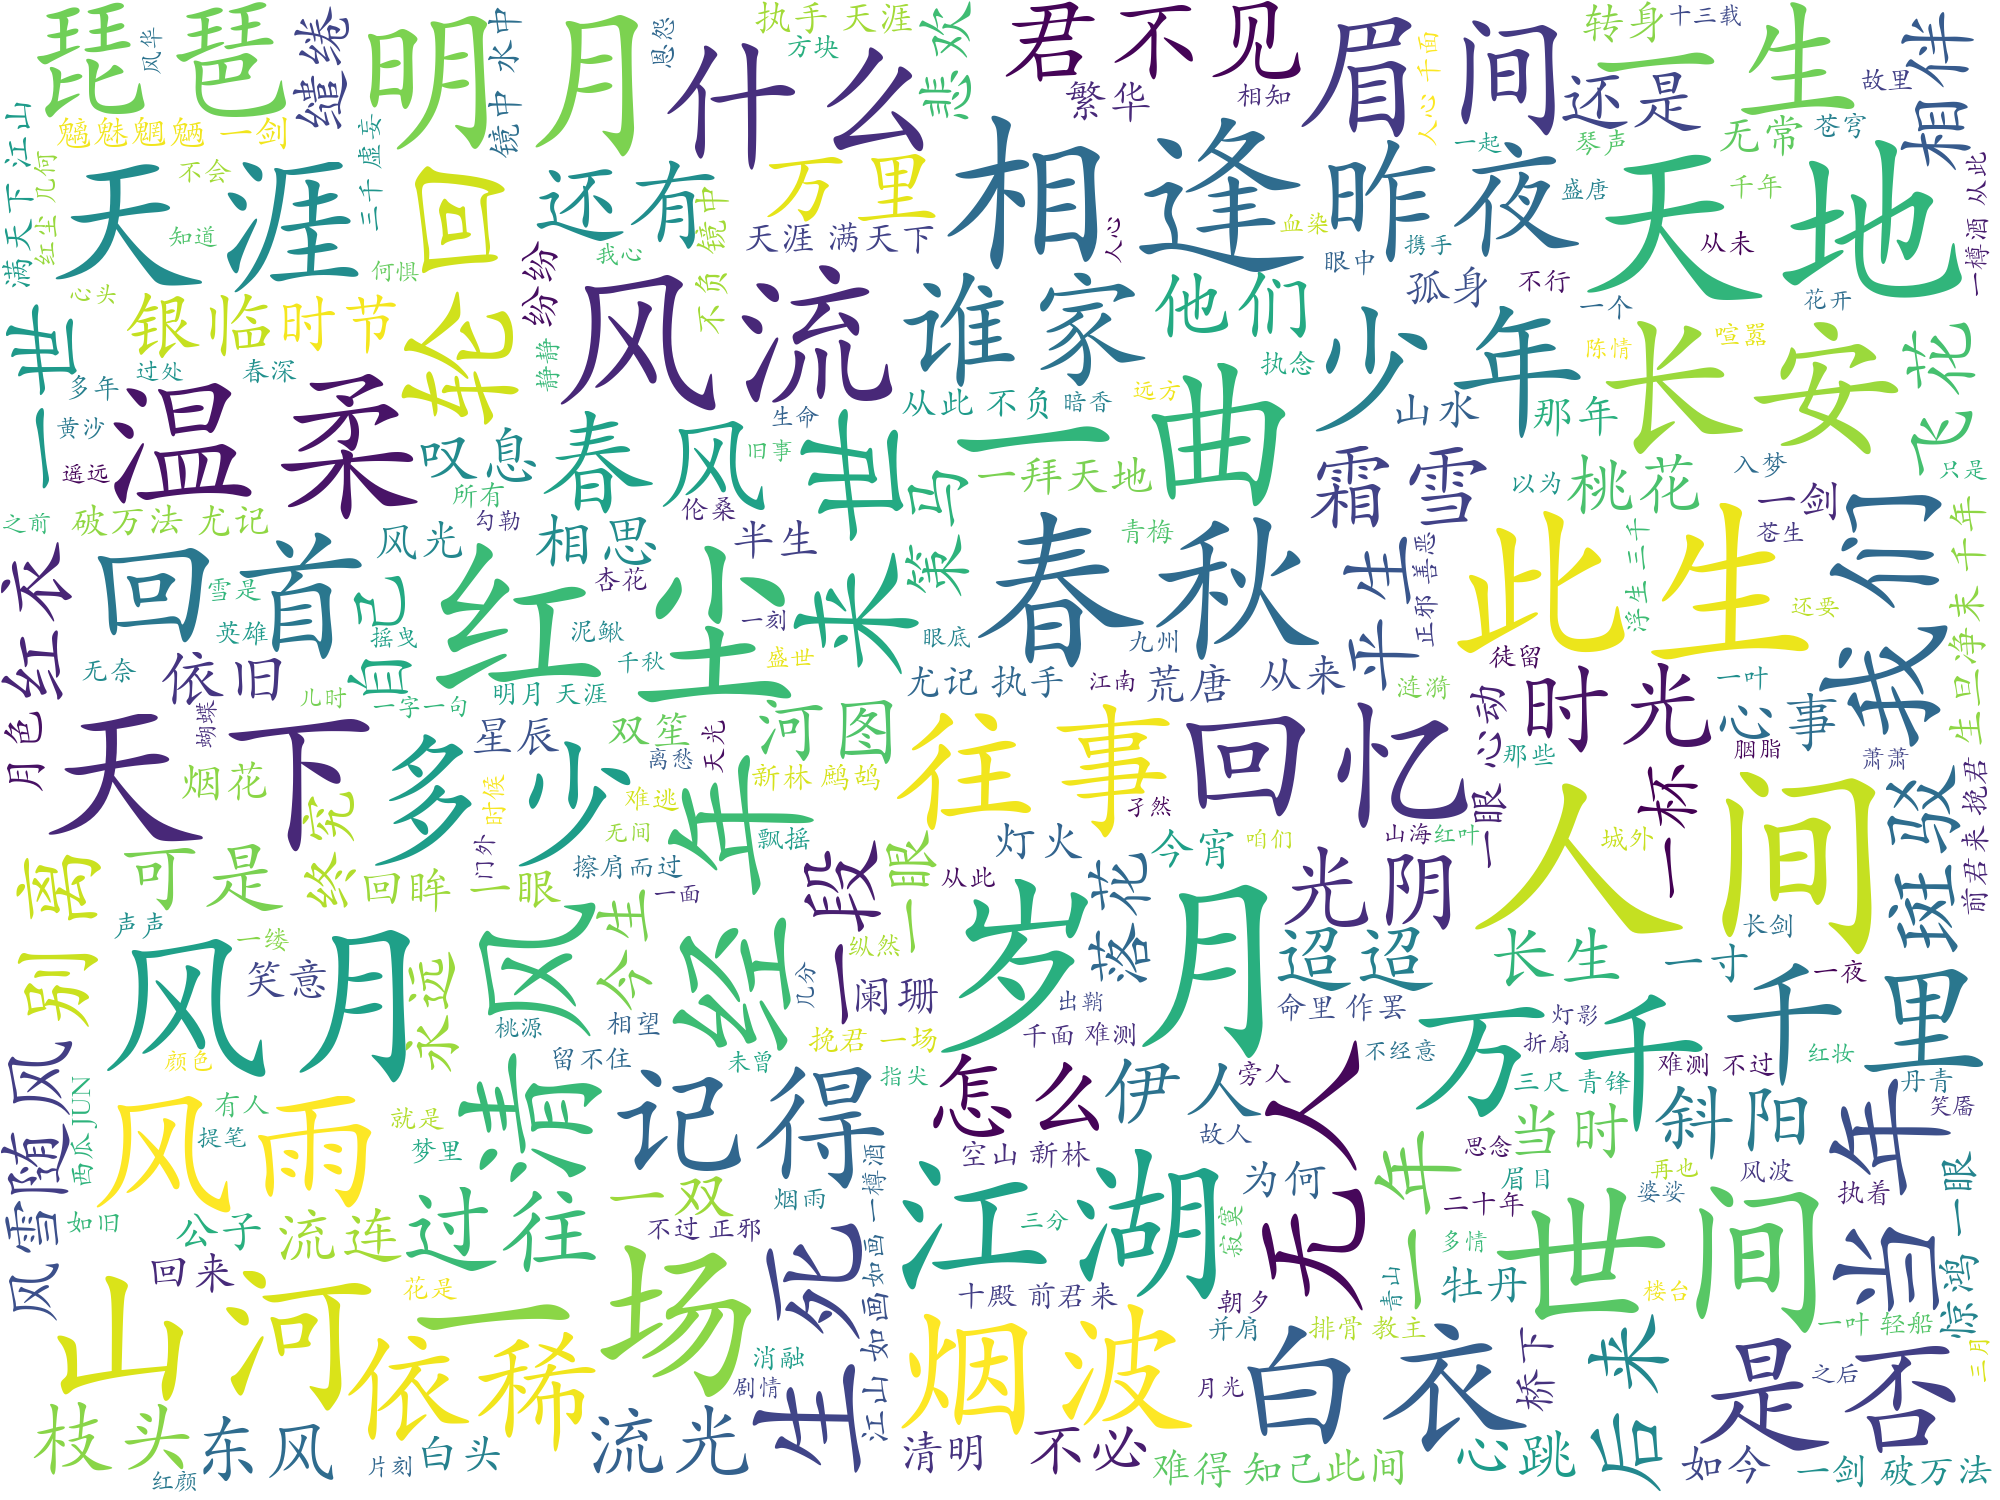 琵琶
风华
缱绻
明月
镜中 水中
恩怨
什么
执手 天涯
方块
悲欢
君不见
繁华
相知
人心 千面
眉间
转身
十三载
一生
还是
故里
相伴
魑魅魍魉 一剑
满天下 江山
红尘 几何
天涯
不会
知道
三千 虚妄
何惧
轮回
还有
我心
镜中
万里
天涯 满天下
相逢
人心
昨夜
一起
琴声
无常
苍穹
盛唐
血染
眼中
携手
天地
千年
从未
一樽酒 从此
心头
银临
时节
纷纷
不负
风流
谁家
他们
孤身
不行
一个
花开
一世
多年
过处
春深
静静
执念
少年
陈情
喧嚣
长安
飞花
黄沙
遥远
温柔
叹息
所有
春风
生命
旧事
从此 不负
暗香
远方
一曲
山水
那年
一拜天地
来世
策马
霜雪
以为
桃花
入梦
一剑
只是
之前
破万法 尤记
风光
勾勒
相思
伦桑
半生
青梅
苍生
红衣
回首
雪是
英雄
自己
摇曳
红尘
杏花
泥鳅
千秋
一刻
盛世
眼底
春秋
九州
平生
正邪 善恶
此生
浮生 三千
还要
我们
生旦净末 千年
无奈
依旧
儿时
一字一句
明月 天涯
尤记 执手
江南
荒唐
从来
涟漪
徒留
一叶
月色
天下
蝴蝶
烟花
多少
星辰
双笙
离愁
天光
河图
新林 鹧鸪
往事
回忆
心动
时光
那些
心事
胭脂
萧萧
终究
时候
难逃
无间
经年
飘摇
孑然
灯火
今宵
咱们
山海
红叶
一眼
一杯
城外
人间
斑驳
前君来 挽君
别离
可是
回眸
门外
一眼
擦肩而过
一面
一段
一眼
从此
落花
光阴
声声
一缕
风月
笑意
永远
清风
今生
桃源
相望
几分
纵然
阑珊
岁月
出鞘
千面 难测
迢迢
命里 作罢
长生
一寸
长剑
一夜
千里
颜色
留不住
未曾
挽君 一场
指尖
怎么
伊人
旁人
不经意
万千
灯影
折扇
难测 不过
红妆
丹青
笑靥
随风
风雪
西瓜JUN
风雨
有人
提笔
就是
梦里
记得
空山 新林
故人
无人
三尺 青锋
当时
斜阳
当年
如旧
公子
流连
过往
一双
不过 正邪
烟雨
如画 一樽酒
江湖
三分
寂寞
为何
一年
思念
眉目
再也
婆娑
风波
执着
二十年
多情
惊鸿 一眼
回来
山河
花是
一场
生死
江山 如画
十殿 前君来
朝夕
并肩
青山
牡丹
世间
楼台
一叶 轻船
依稀
消融
剧情
烟波
排骨 教主
白衣
月光
桥下
后来
是否
之后
三月
枝头
东风
红颜
片刻
白头
流光
清明
不必
难得 知己此间
心跳
如今
一剑 破万法